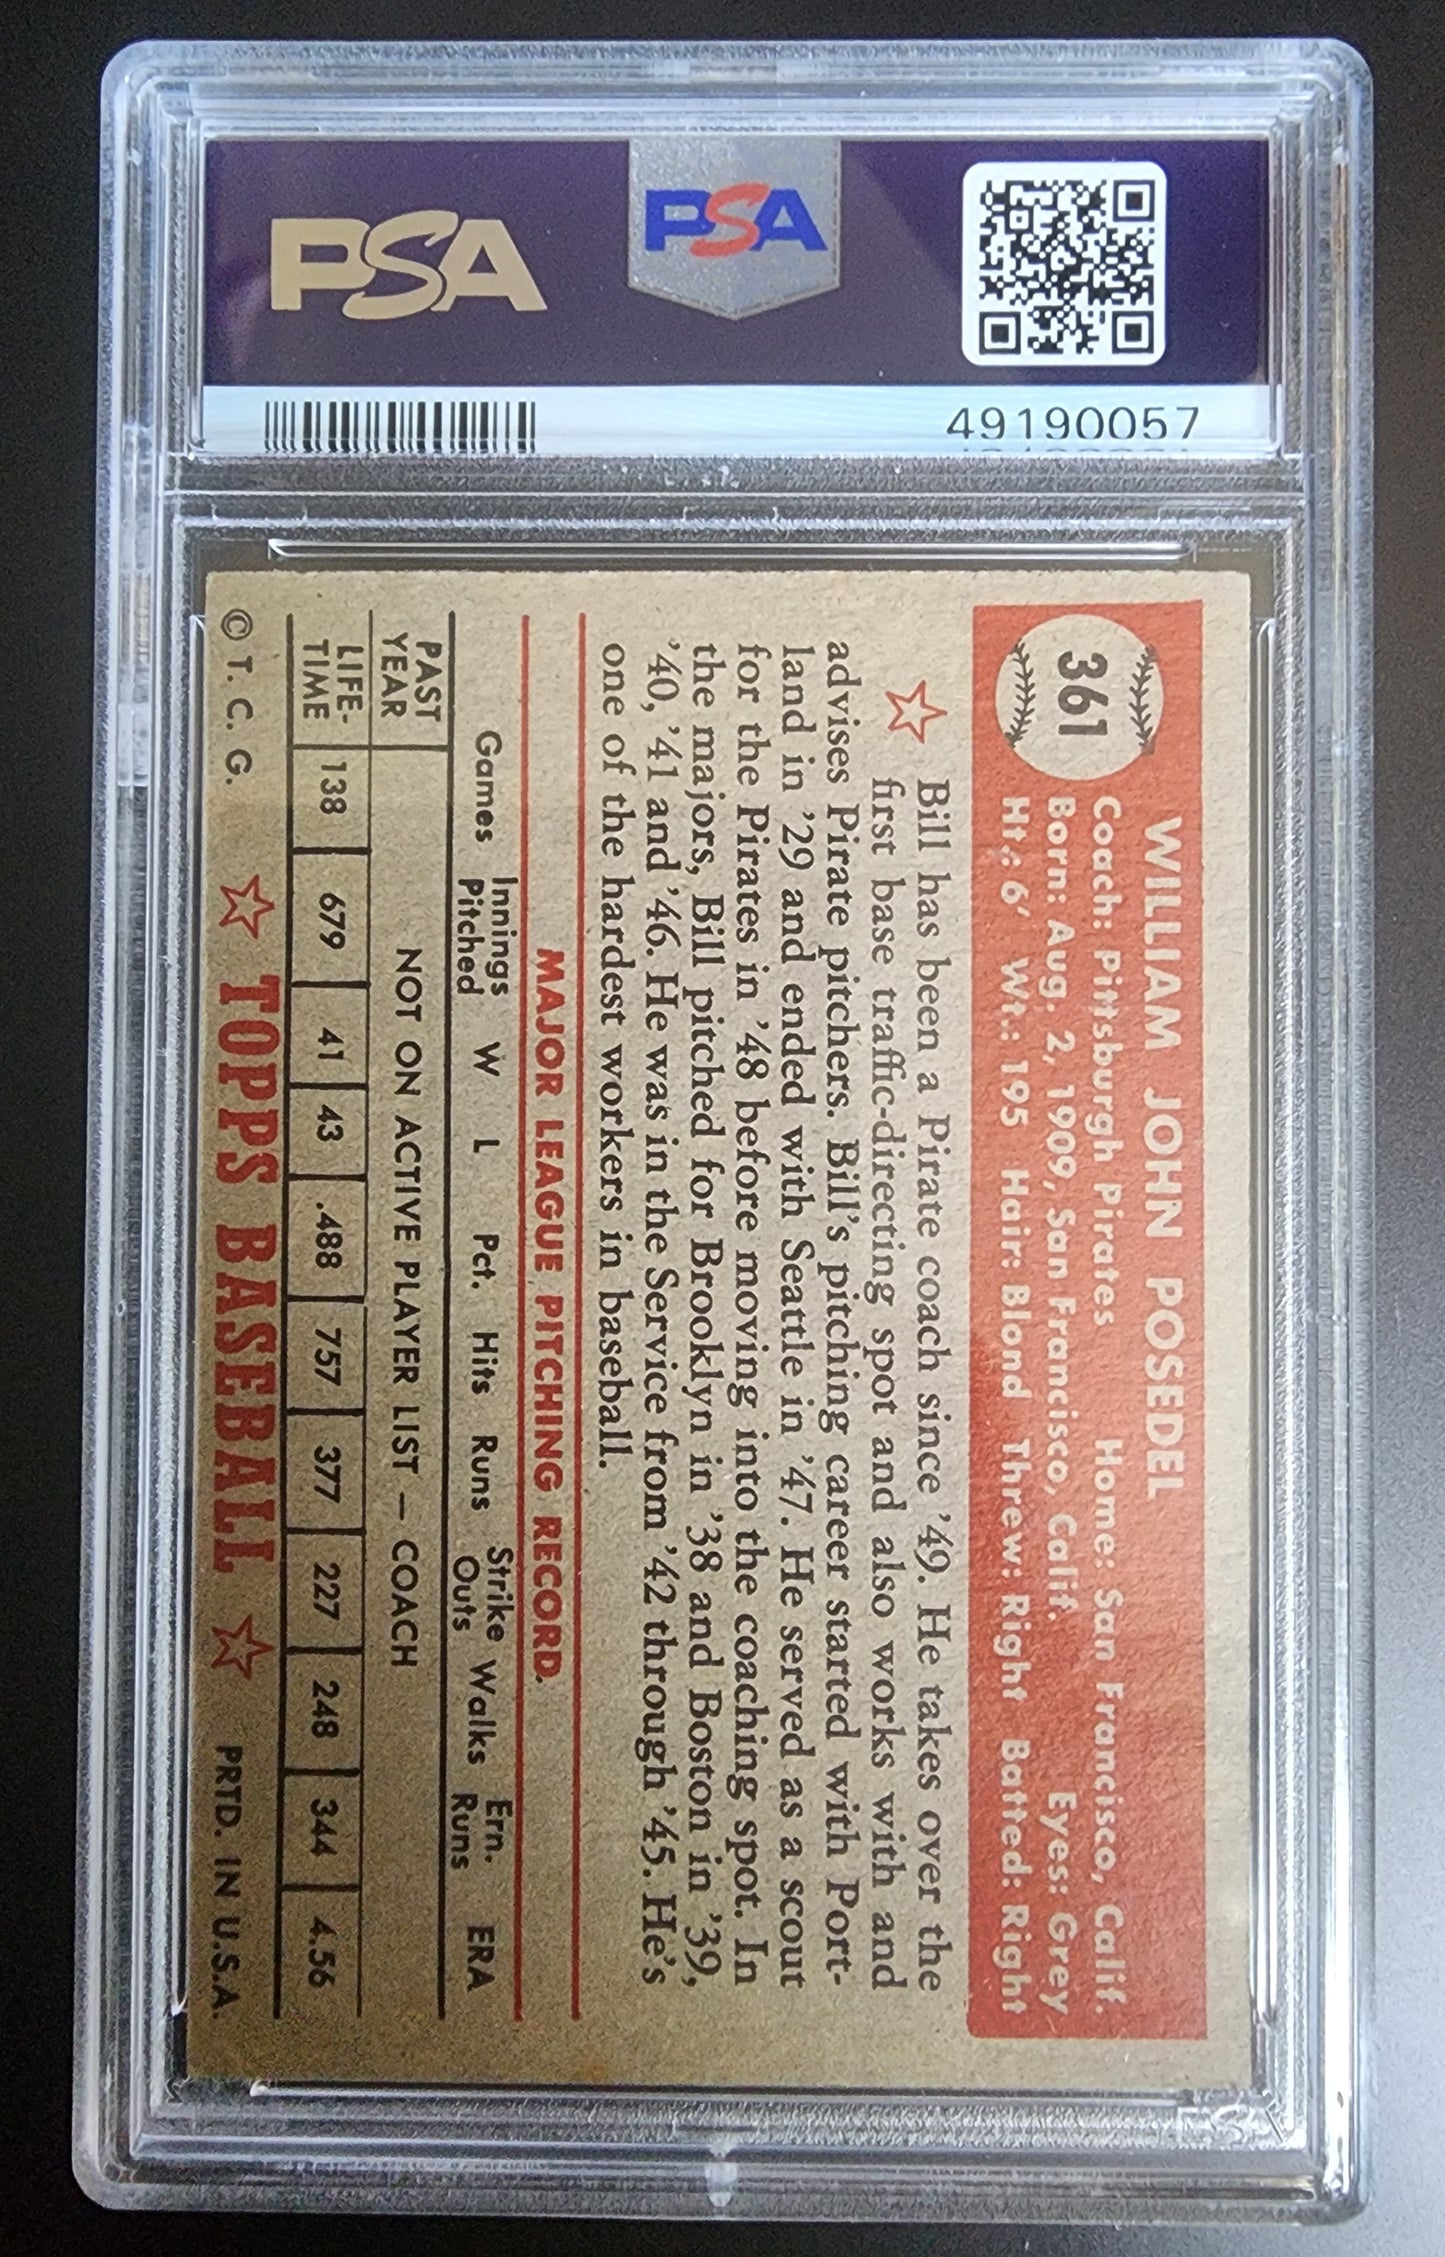 PSA
PSA
49190057
361
WILLIAM JOHN POSEDEL
Coach: Pittsburgh Pirates Home: San Francisco, Calif.
Born: Aug. 2, 1909, San Francisco, Calif. Eyes: Grey
Ht.: 6' Wt.: 195 Hair: Blond Threw: Right Batted: Right
Bill has been a Pirate coach since '49. He takes over the
first base traffic-directing spot and also works with and
advises Pirate pitchers. Bill's pitching career started with Port-
land in '29 and ended with Seattle in '47. He served as a scout
for the Pirates in '48 before moving into the coaching spot. In
the majors, Bill pitched for Brooklyn in '38 and Boston in '39,
'40, '41 and '46. He was in the Service from '42 through '45. He's
one of the hardest workers in baseball.
MAJOR LEAGUE PITCHING RECORD
Games Innings Pitched W L Pct. Hits Runs Strike Outs Walks Ern. Runs ERA
PAST YEAR NOT ON ACTIVE PLAYER LIST — COACH
LIFE-TIME 138 679 41 43 .488 757 377 227 248 344 4.56
© T. C. G. TOPPS BASEBALL PRTD. IN U.S.A.